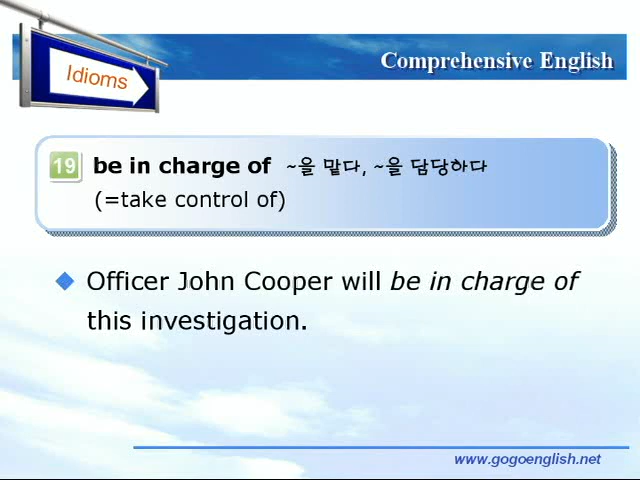 Idioms
Comprehensive English
19 be in charge of ~을 맡다, ~을 담당하다
(=take control of)
Officer John Cooper will be in charge of
this investigation.
www.gogoenglish.net